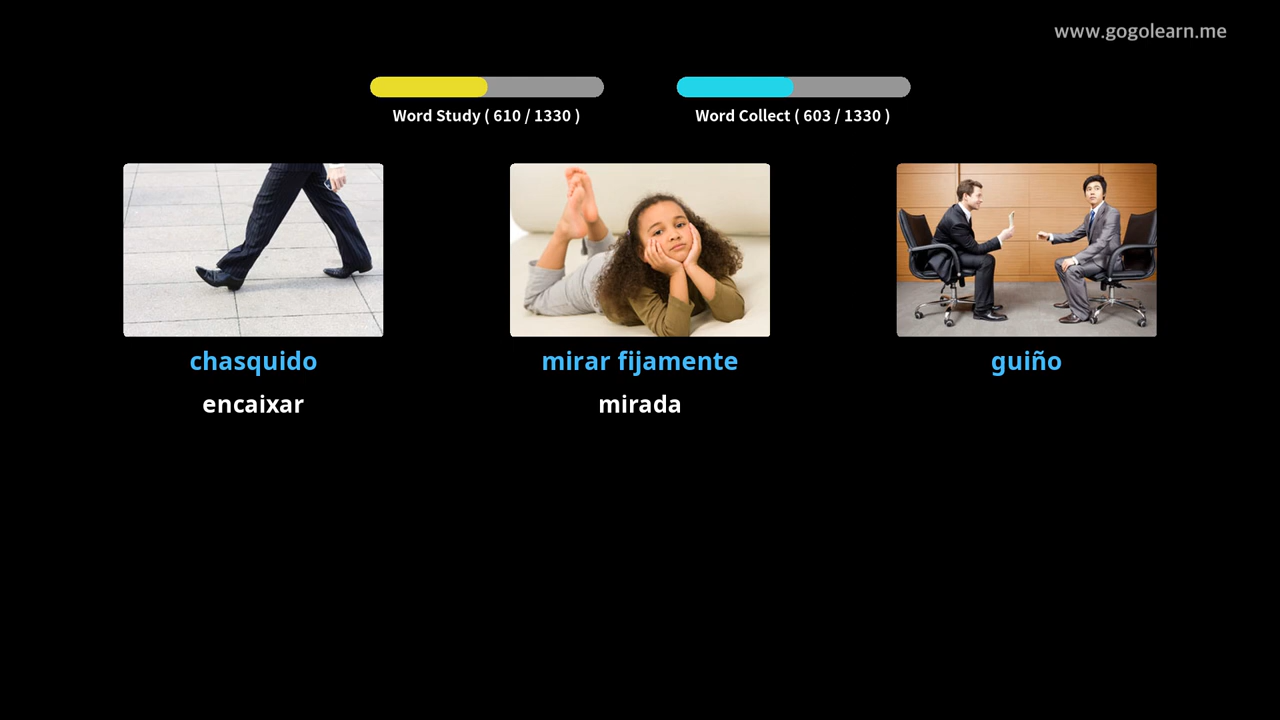 www.gogolearn.me
Word Study ( 610 / 1330 )
Word Collect ( 603 / 1330 )
chasquido
mirar fijamente
guiño
encaixar
mirada